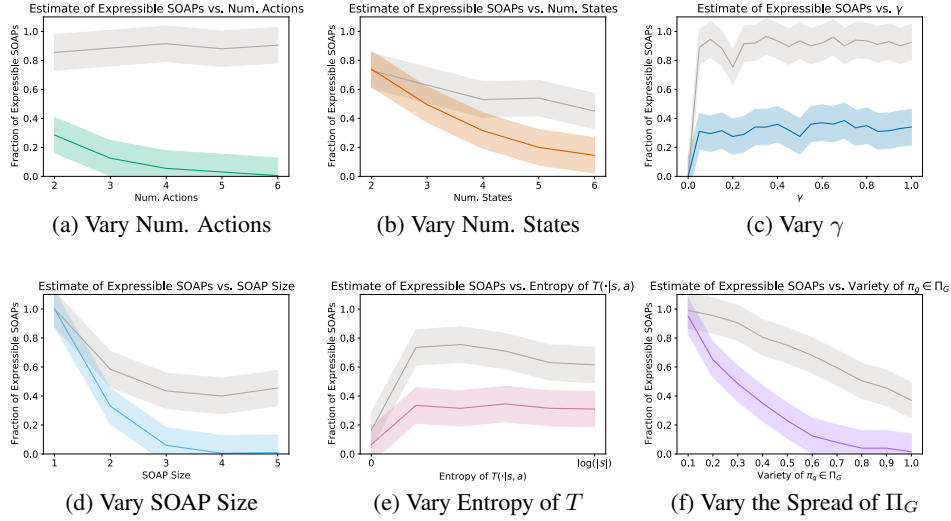 Estimate of Expressible SOAPs vs. Num. Actions
Fraction of Expressible SOAPs
1.0
0.8
0.6
0.4
0.2
0.0
2
3
4
5
6
Num. Actions
(a) Vary Num. Actions
Estimate of Expressible SOAPs vs. Num. States
Fraction of Expressible SOAPs
1.0
0.8
0.6
0.4
0.2
0.0
2
3
4
5
6
Num. States
(b) Vary Num. States
Estimate of Expressible SOAPs vs. γ
Fraction of Expressible SOAPs
1.0
0.8
0.6
0.4
0.2
0.0
0.0
0.2
0.4
0.6
0.8
1.0
γ
(c) Vary γ
Estimate of Expressible SOAPs vs. SOAP Size
Fraction of Expressible SOAPs
1.0
0.8
0.6
0.4
0.2
0.0
1
2
3
4
5
SOAP Size
(d) Vary SOAP Size
Estimate of Expressible SOAPs vs. Entropy of T(·|s, a)
Fraction of Expressible SOAPs
1.0
0.8
0.6
0.4
0.2
0.0
0
log(|S|)
Entropy of T(·|s, a)
(e) Vary Entropy of T
Estimate of Expressible SOAPs vs. Variety of π_g ∈ Π_G
Fraction of Expressible SOAPs
1.0
0.8
0.6
0.4
0.2
0.0
0.1
0.2
0.3
0.4
0.5
0.6
0.7
0.8
0.9
1.0
Variety of π_g ∈ Π_G
(f) Vary the Spread of Π_G